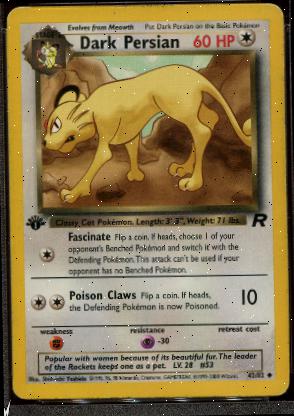 STAGE 1
Evolves from Meowth Put Dark Persian on the Basic Pokémon
Dark Persian 60 HP
Classy Cat Pokémon. Length: 3' 3", Weight: 71 lbs.
R
Fascinate Flip a coin. If heads, choose 1 of your
opponent's Benched Pokémon and switch it with the
Defending Pokémon. This attack can't be used if your
opponent has no Benched Pokémon.
Poison Claws Flip a coin. If heads, 10
the Defending Pokémon is now Poisoned.
weakness resistance retreat cost
-30
Popular with women because of its beautiful fur. The leader
of the Rockets keeps one as a pet. LV. 28 #53
42/82